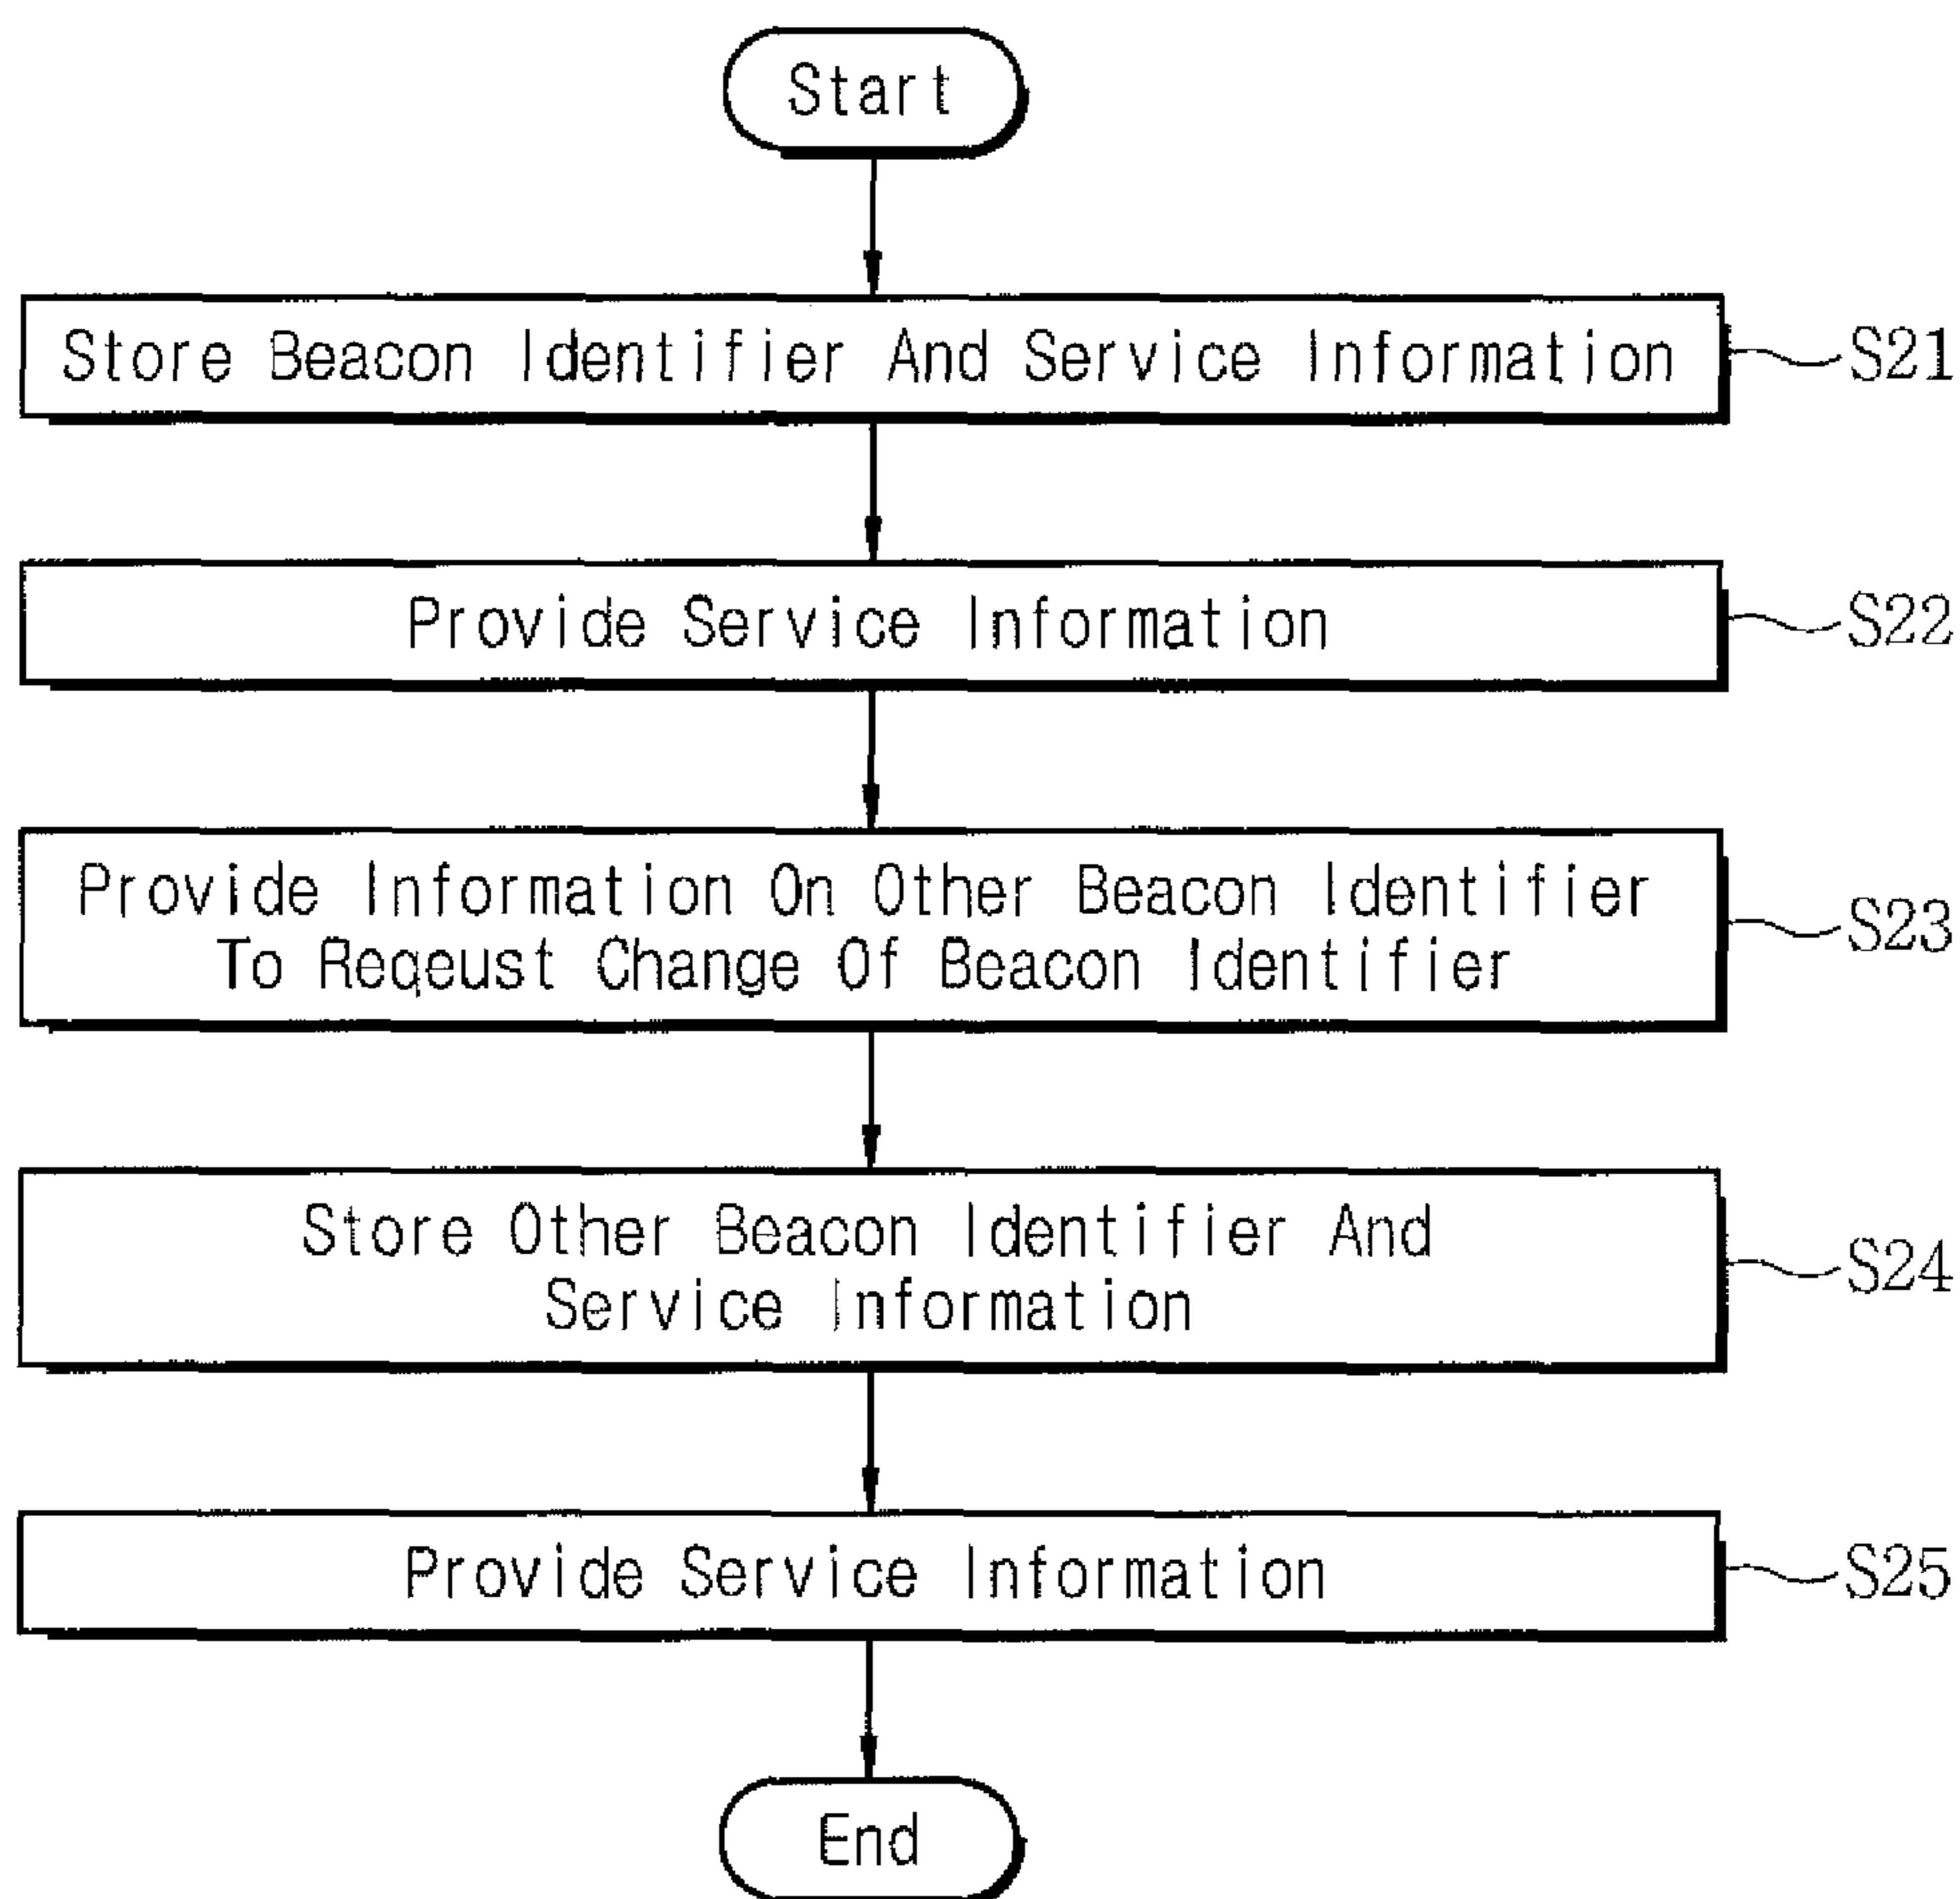 Start
Store Beacon Identifier And Service Information
S21
Provide Service Information
S22
Provide Information On Other Beacon Identifier
To Reqeust Change Of Beacon Identifier
S23
Store Other Beacon Identifier And
Service Information
S24
Provide Service Information
S25
End